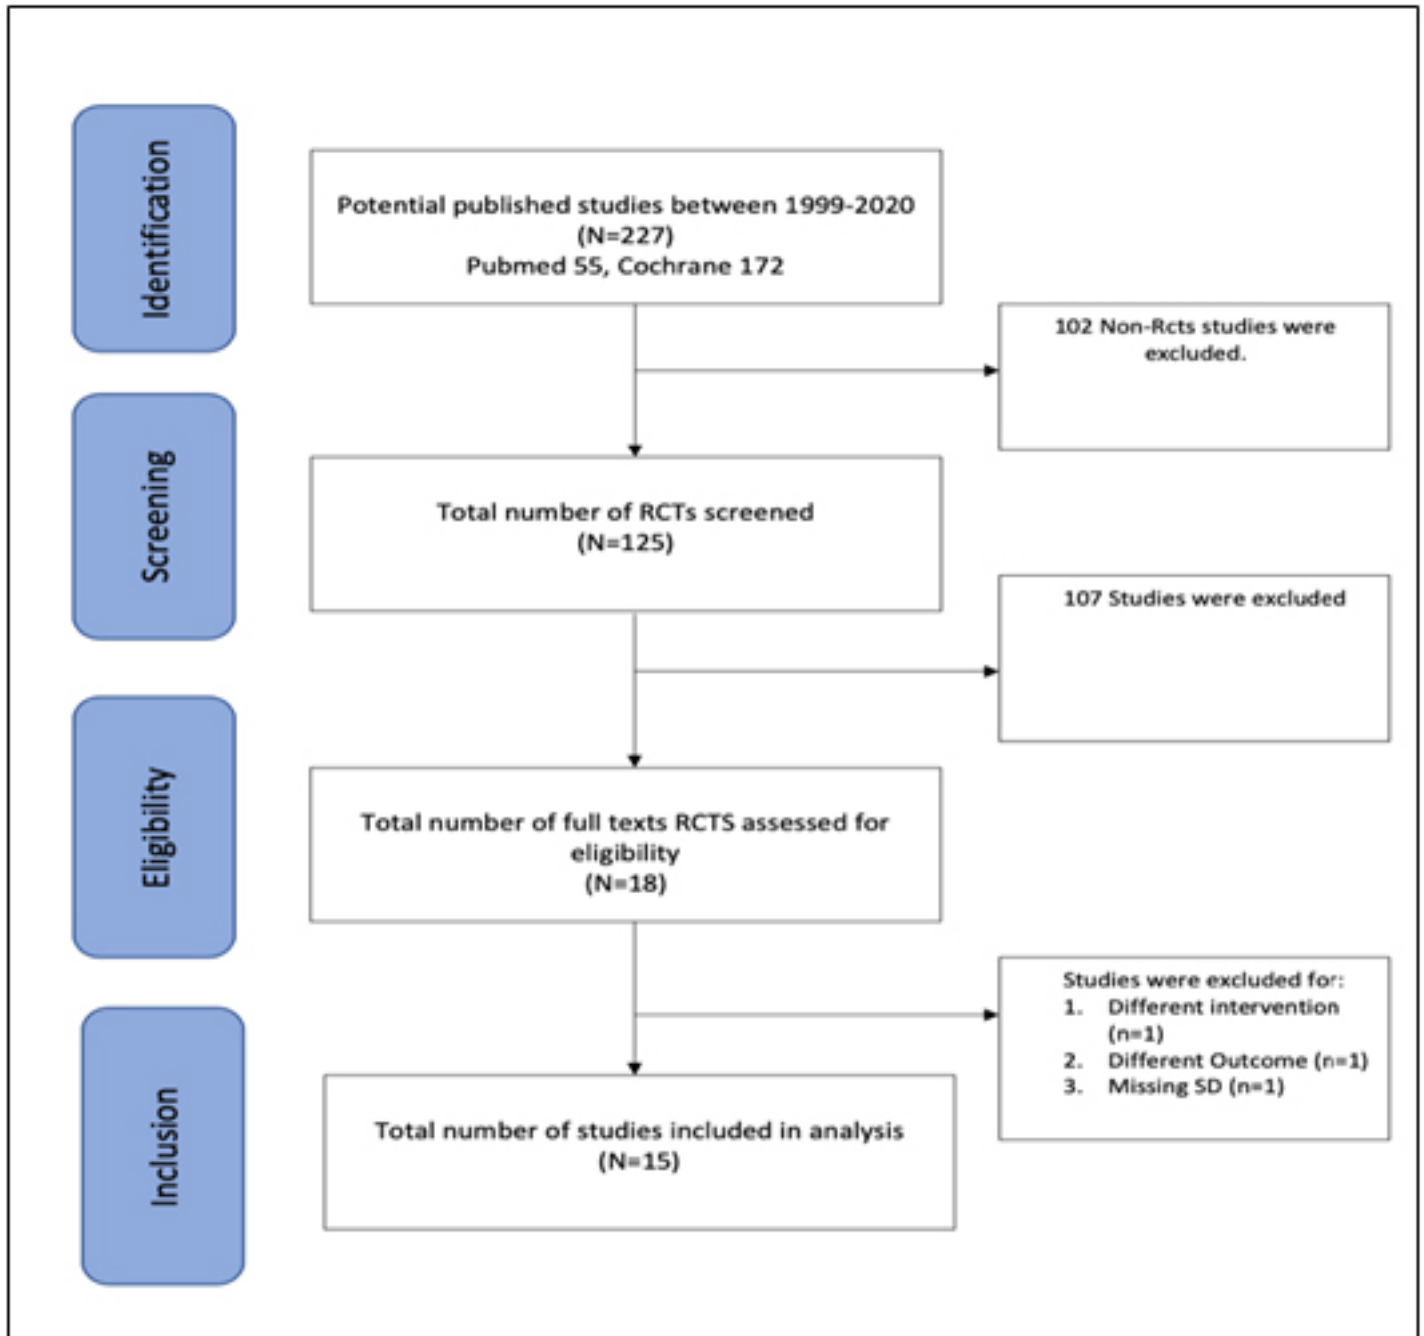 Identification
Potential published studies between 1999-2020
(N=227)
Pubmed 55, Cochrane 172
102 Non-Rcts studies were
excluded.
Screening
Total number of RCTs screened
(N=125)
107 Studies were excluded
Eligibility
Total number of full texts RCTS assessed for
eligibility
(N=18)
Studies were excluded for:
1. Different intervention
(n=1)
2. Different Outcome (n=1)
3. Missing SD (n=1)
Inclusion
Total number of studies included in analysis
(N=15)